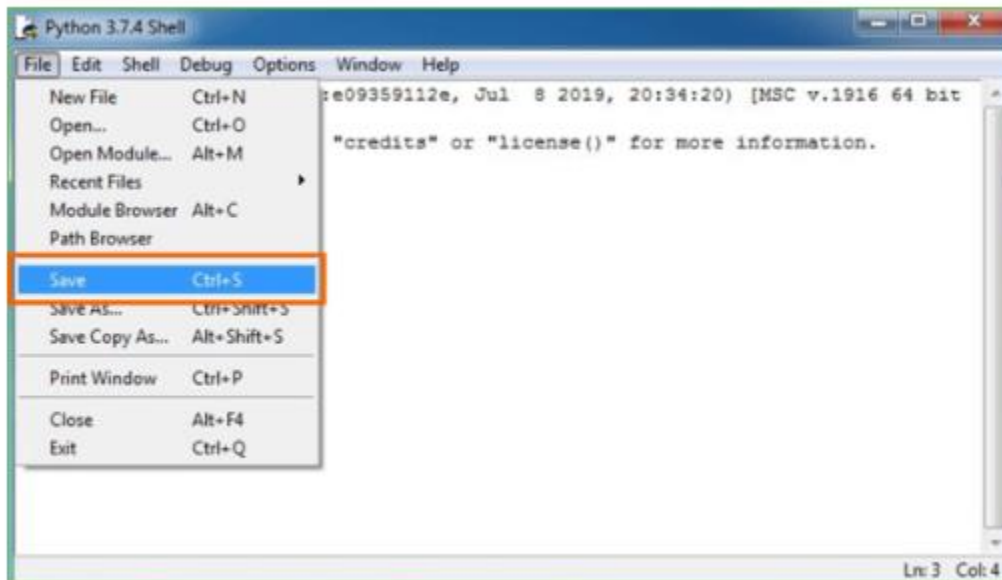 Python 3.7.4 Shell
File Edit Shell Debug Options Window Help
New File Ctrl+N
:e09359112e, Jul 8 2019, 20:34:20) [MSC v.1916 64 bit
Open... Ctrl+O
"credits" or "license()" for more information.
Open Module... Alt+M
Recent Files
Module Browser Alt+C
Path Browser
Save Ctrl+S
Save As... Ctrl+Shift+S
Save Copy As... Alt+Shift+S
Print Window Ctrl+P
Close Alt+F4
Exit Ctrl+Q
Ln: 3 Col: 4